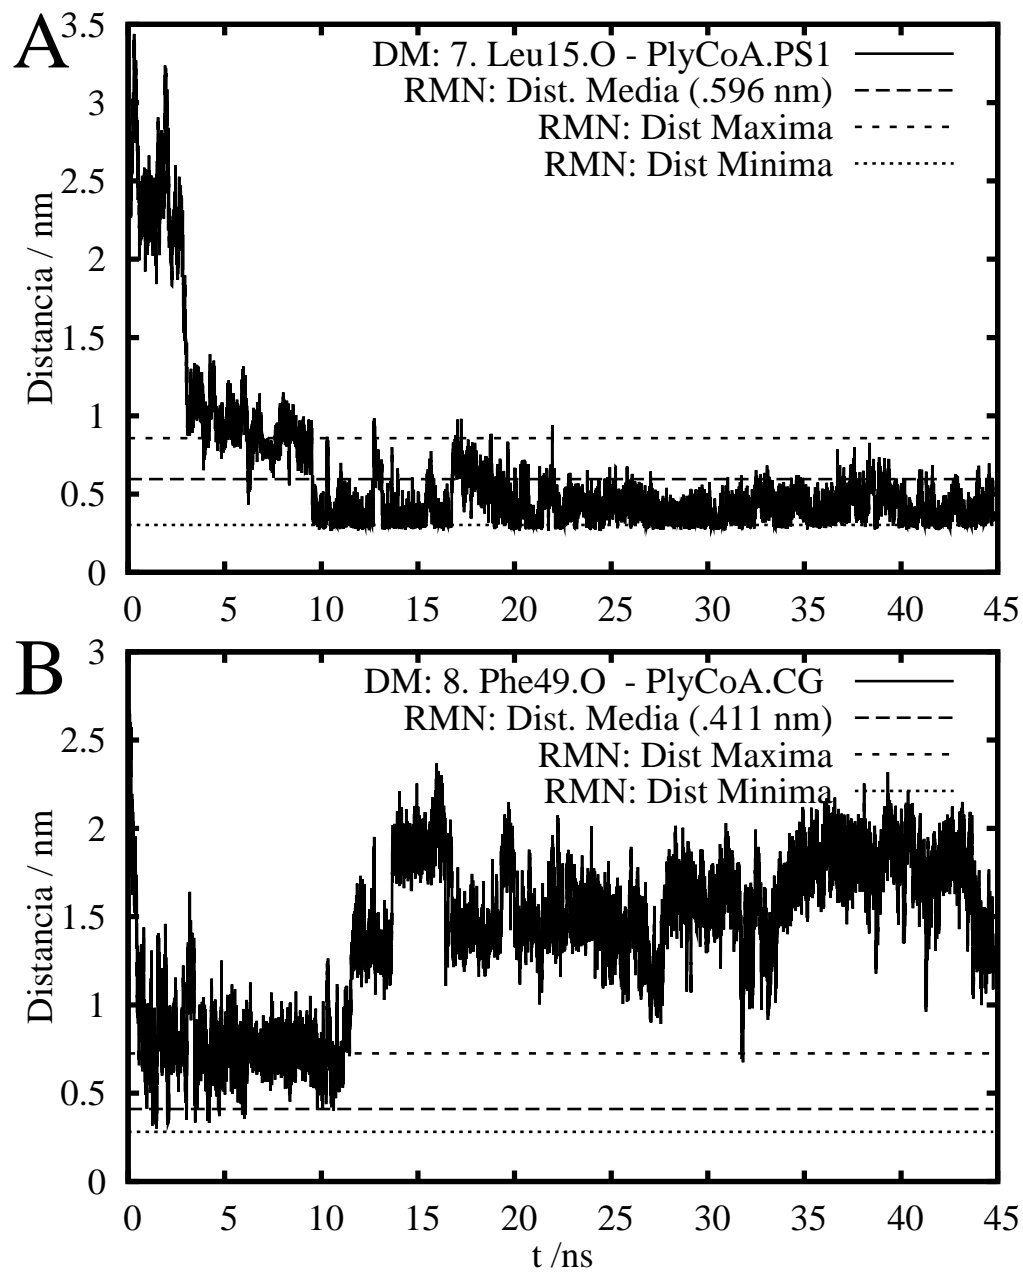 A
DM: 7. Leu15.O - PlyCoA.PS1
RMN: Dist. Media (.596 nm)
RMN: Dist Maxima
RMN: Dist Minima
Distancia / nm
3.5
3
2.5
2
1.5
1
0.5
0
0 5 10 15 20 25 30 35 40 45
B
DM: 8. Phe49.O - PlyCoA.CG
RMN: Dist. Media (.411 nm)
RMN: Dist Maxima
RMN: Dist Minima
Distancia / nm
3
2.5
2
1.5
1
0.5
0
0 5 10 15 20 25 30 35 40 45
t /ns